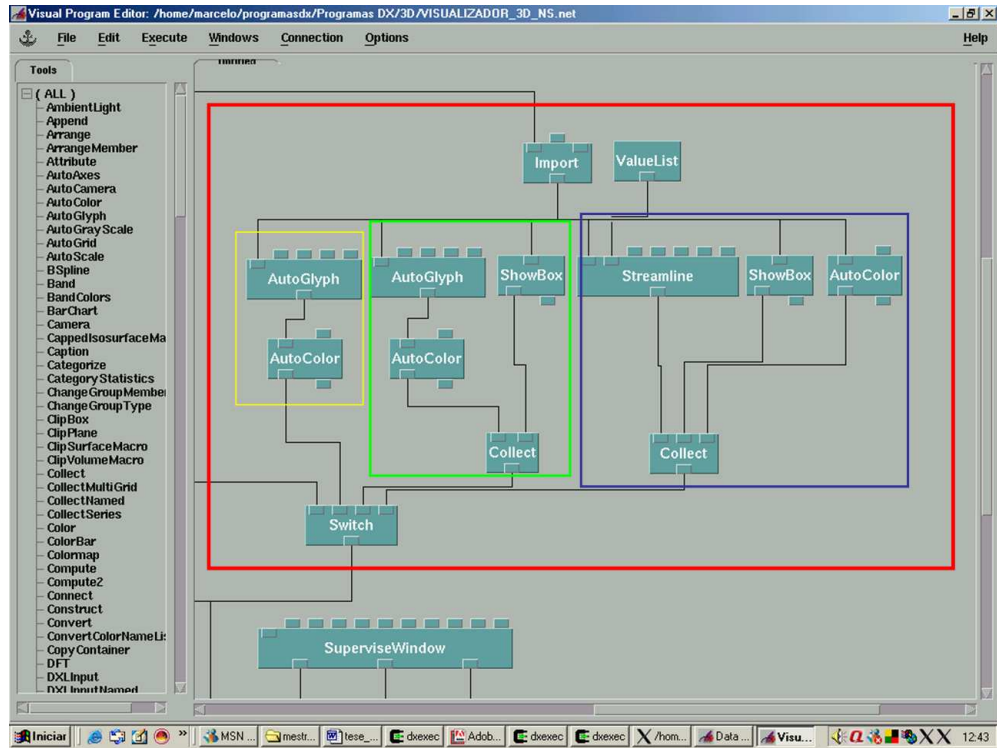 Visual Program Editor: /home/marcelo/programasdx/Programas DX/3D/VISUALIZADOR_3D_NS.net
File Edit Execute Windows Connection Options Help
Tools
Untitled
( ALL )
AmbientLight
Append
Arrange
ArrangeMember
Attribute
AutoAxes
AutoCamera
AutoColor
AutoGlyph
AutoGrayScale
AutoGrid
AutoScale
BSpline
Band
BandColors
BarChart
Camera
CappedIsosurfaceMa
Caption
Categorize
CategoryStatistics
ChangeGroupMember
ChangeGroupType
ClipBox
ClipPlane
ClipSurfaceMacro
ClipVolumeMacro
Collect
CollectMultiGrid
CollectNamed
CollectSeries
Color
ColorBar
Colormap
Compute
Compute2
Connect
Construct
Convert
ConvertColorNameLis
CopyContainer
DFT
DXLInput
DXLInputNamed
Import
ValueList
AutoGlyph
AutoGlyph
ShowBox
Streamline
ShowBox
AutoColor
AutoColor
AutoColor
Collect
Collect
Switch
SuperviseWindow
Iniciar
»
MSN ...
mestr...
tese_...
dxexec
Adob...
dxexec
dxexec
/hom...
Data ...
Visu...
12:43